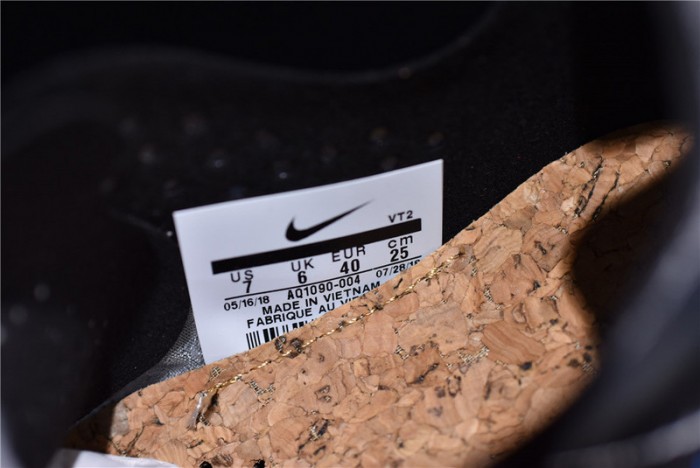 VT2
US UK EUR cm
7 6 40 25
05/16/18 AQ1090-004 07/28/18
MADE IN VIETNAM
FABRIQUE AU